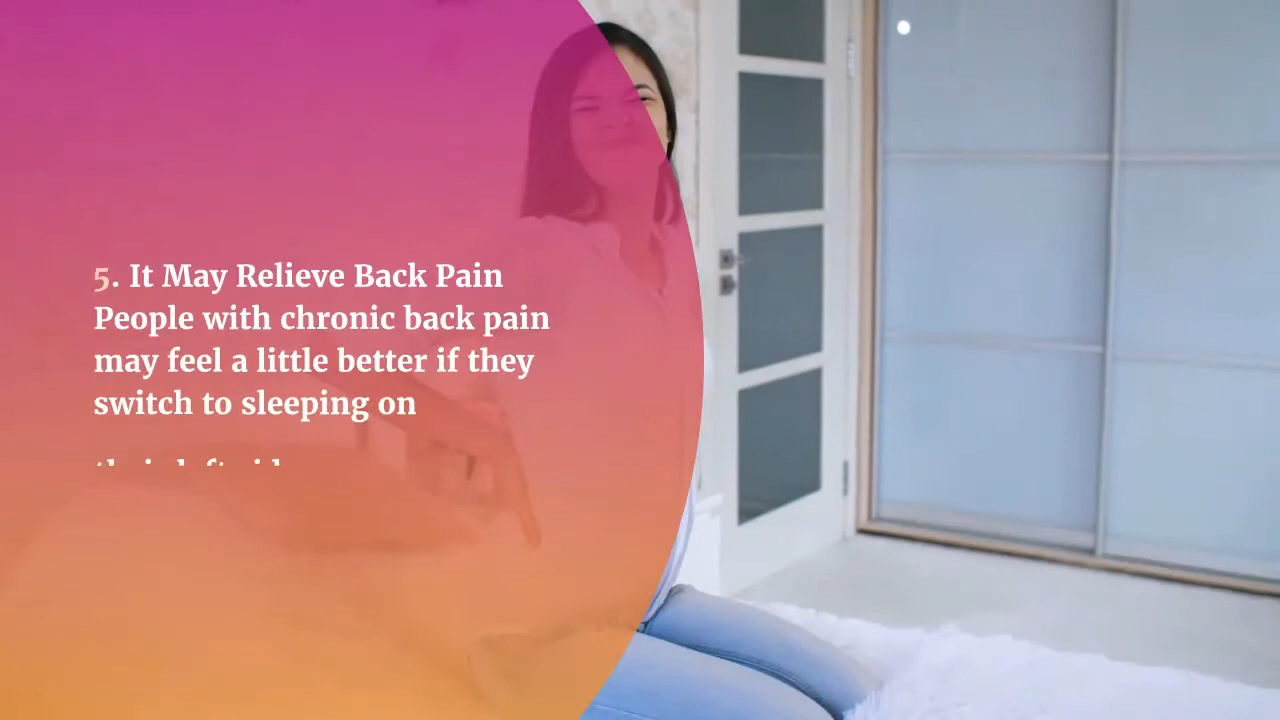 5. It May Relieve Back Pain
People with chronic back pain
may feel a little better if they
switch to sleeping on